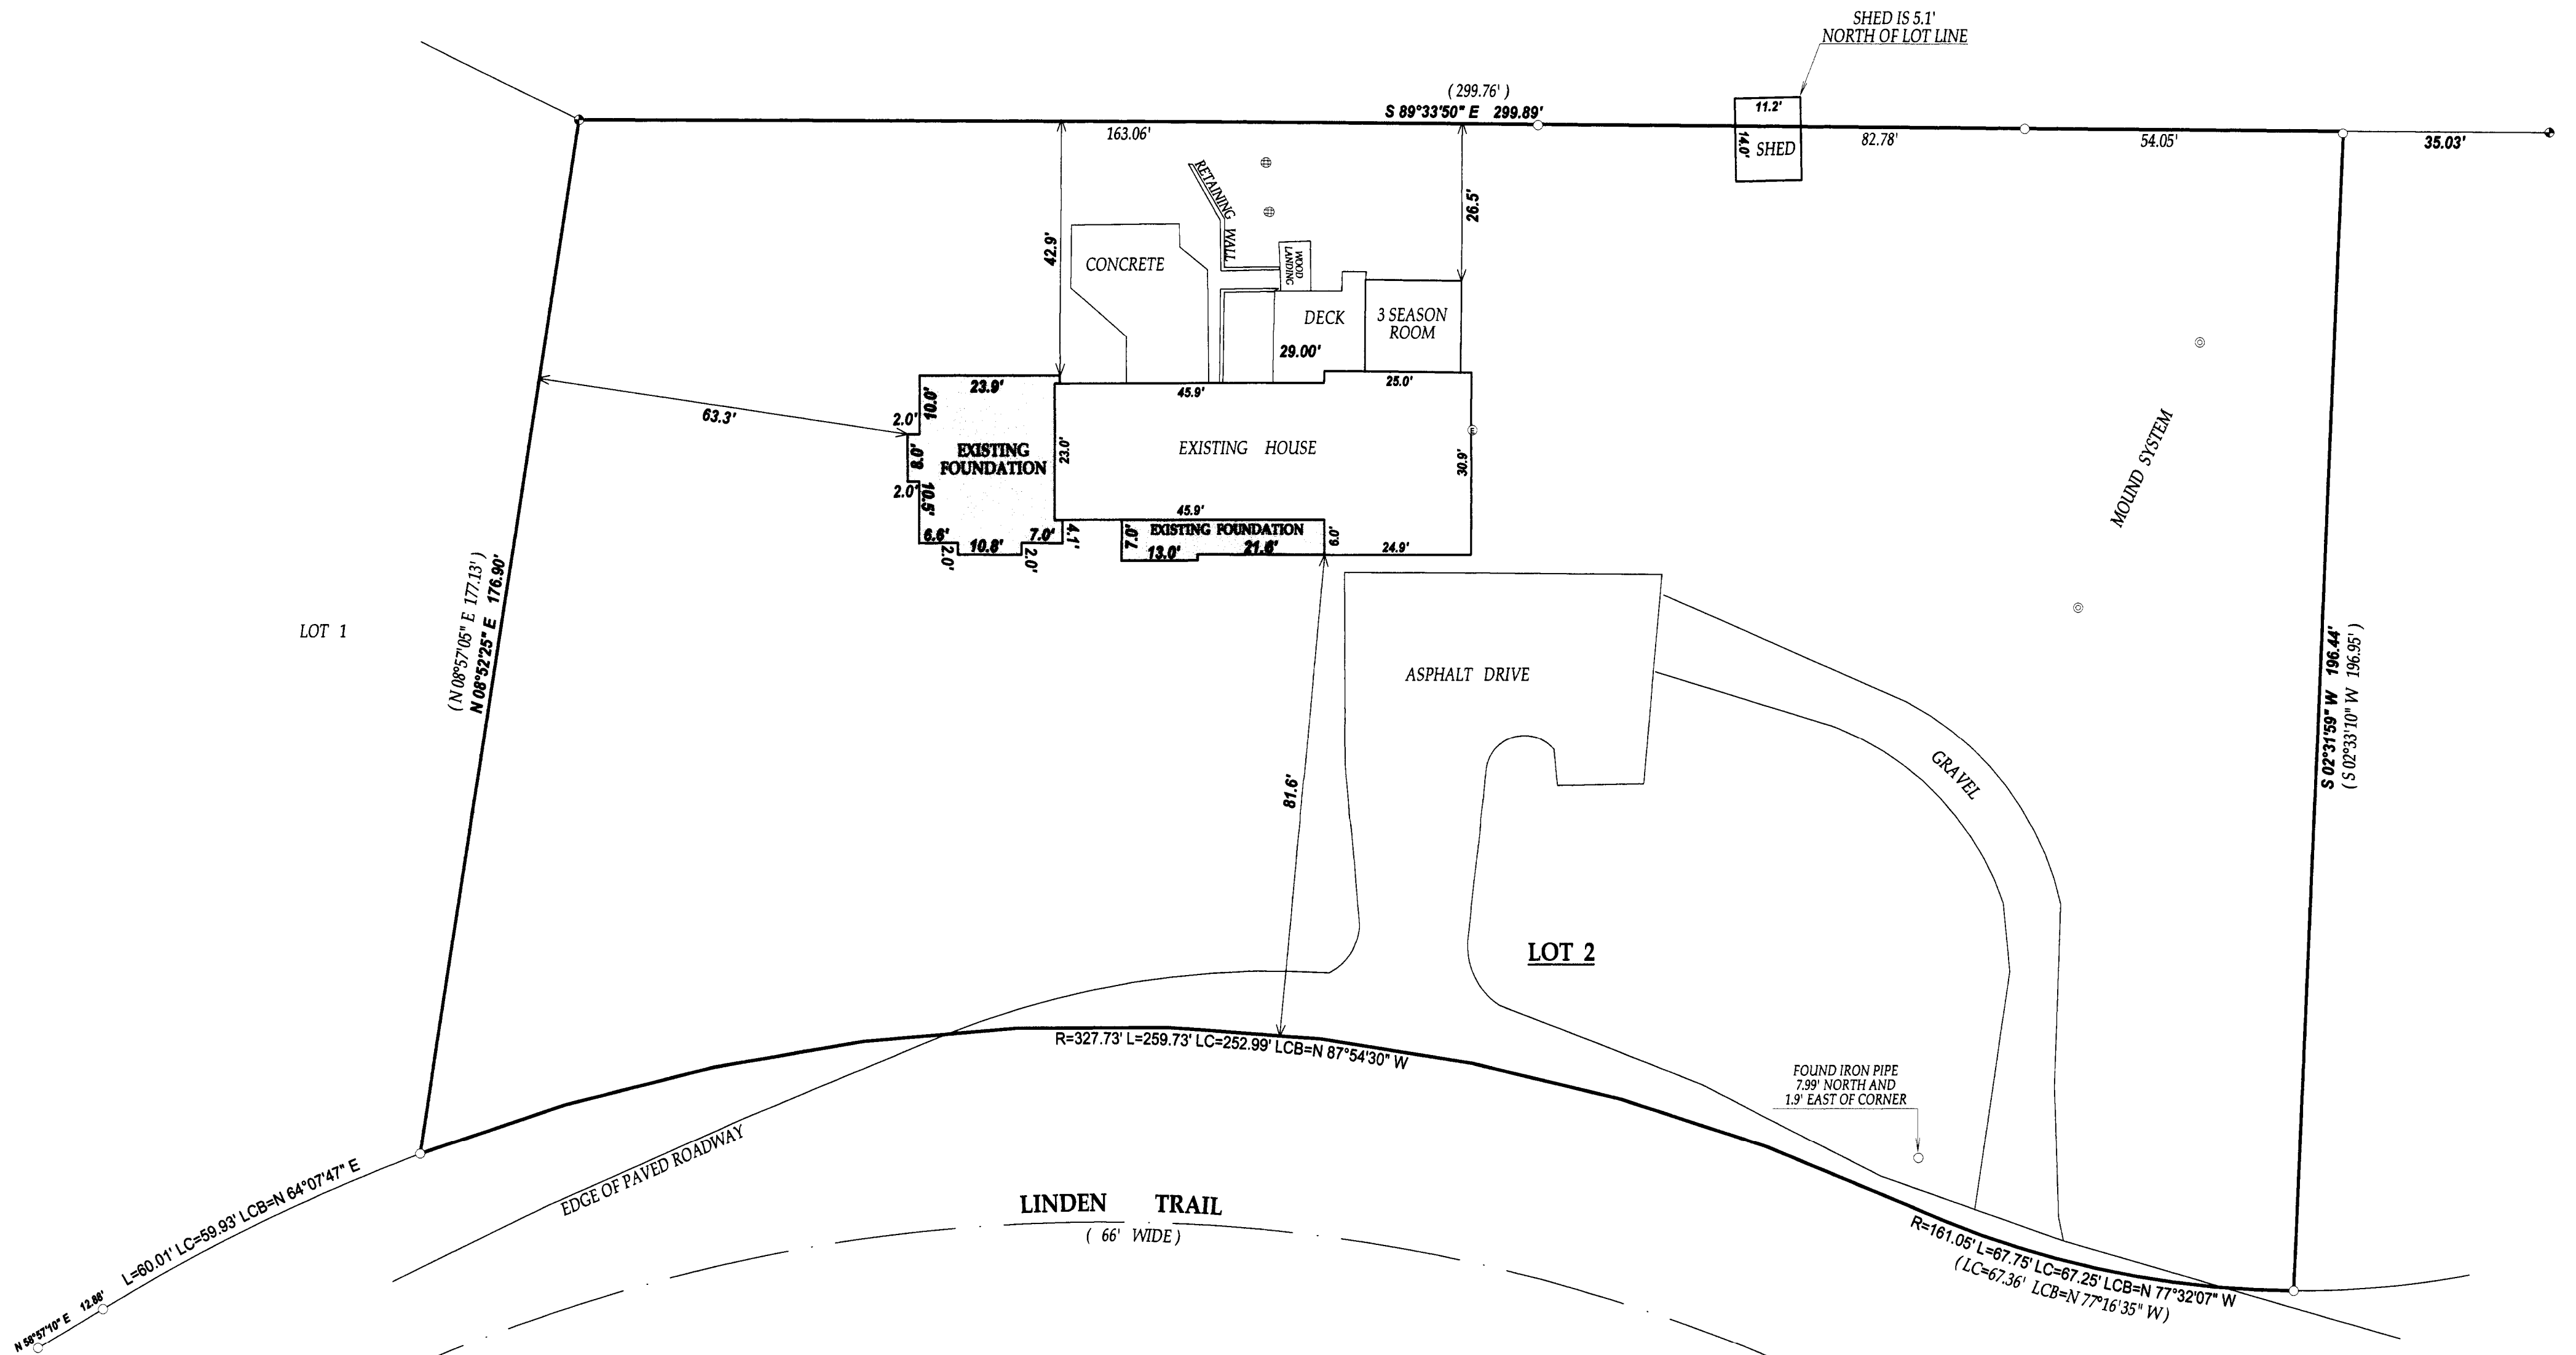 SHED IS 5.1'
NORTH OF LOT LINE
( 299.76' )
S 89°33'50" E 299.89'
163.06'
11.2'
14.0'
SHED
82.78'
54.05'
35.03'
RETAINING WALL
42.9'
26.5'
CONCRETE
WOOD
LANDING
DECK
3 SEASON
ROOM
29.00'
63.3'
23.9'
10.0'
2.0'
8.0'
2.0'
10.5'
EXISTING
FOUNDATION
6.6'
2.0'
10.8'
2.0'
7.0'
4.1'
45.9'
25.0'
23.0'
EXISTING HOUSE
E
30.9'
45.9'
7.0'
EXISTING FOUNDATION
13.0'
21.6'
6.0'
24.9'
MOUND SYSTEM
LOT 1
( N 08°57'05" E 177.13' )
N 08°52'25" E 176.90'
ASPHALT DRIVE
81.6'
GRAVEL
S 02°31'59" W 196.44'
( S 02°33'10" W 196.95' )
LOT 2
R=327.73' L=259.73' LC=252.99' LCB=N 87°54'30" W
FOUND IRON PIPE
7.99' NORTH AND
1.9' EAST OF CORNER
EDGE OF PAVED ROADWAY
LINDEN TRAIL
( 66' WIDE )
L=60.01' LC=59.93' LCB=N 64°07'47" E
N 58°57'10" E 12.88'
R=161.05' L=67.75' LC=67.25' LCB=N 77°32'07" W
( LC=67.36' LCB=N 77°16'35" W )